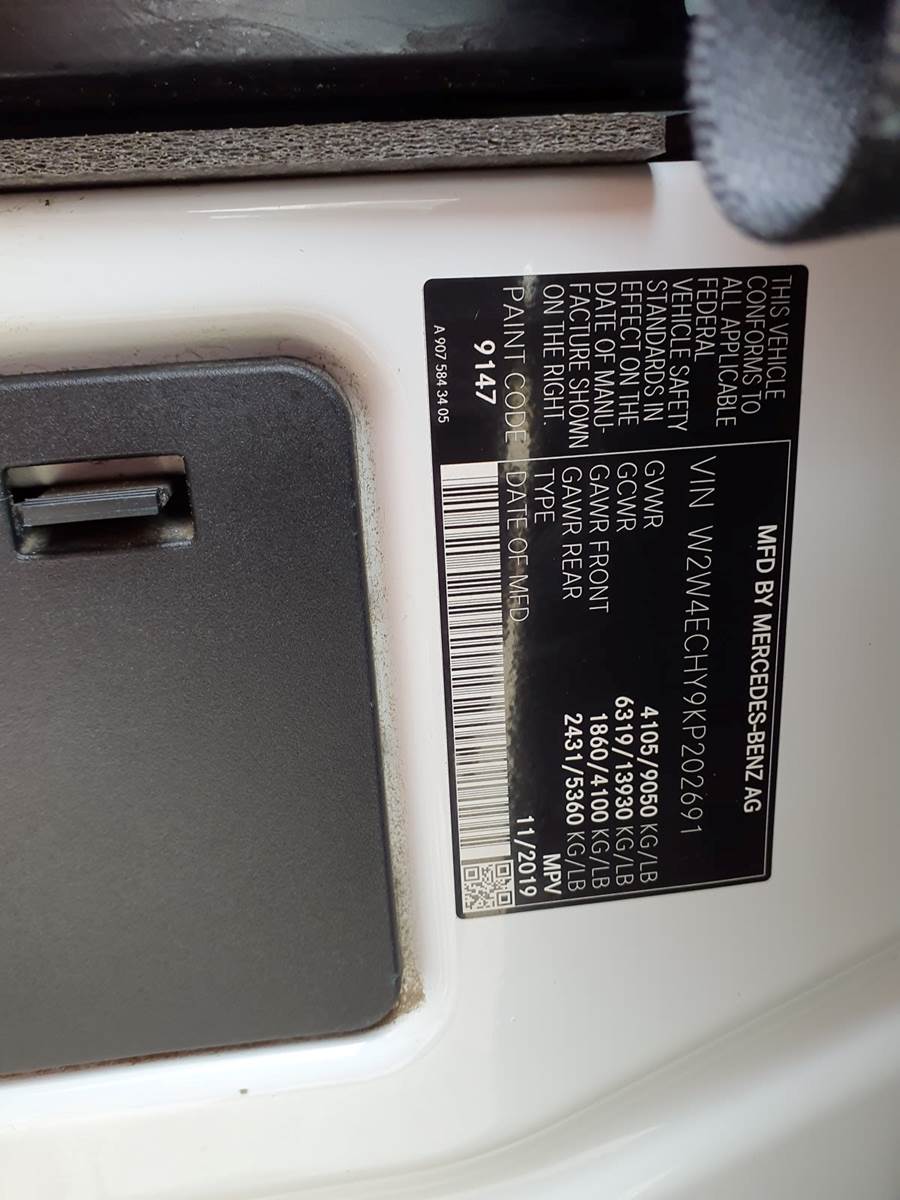 MFD BY MERCEDES-BENZ AG
THIS VEHICLE
CONFORMS TO
ALL APPLICABLE
FEDERAL
VEHICLE SAFETY
STANDARDS IN
EFFECT ON THE
DATE OF MANU-
FACTURE SHOWN
ON THE RIGHT.
PAINT CODE
9147
VIN W2W4ECHY9KP202691
GVWR 4105/9050 KG/LB
GCWR 6319/13930 KG/LB
GAWR FRONT 1860/4100 KG/LB
GAWR REAR 2431/5360 KG/LB
TYPE MPV
DATE OF MFD 11/2019
A 907 584 34 05